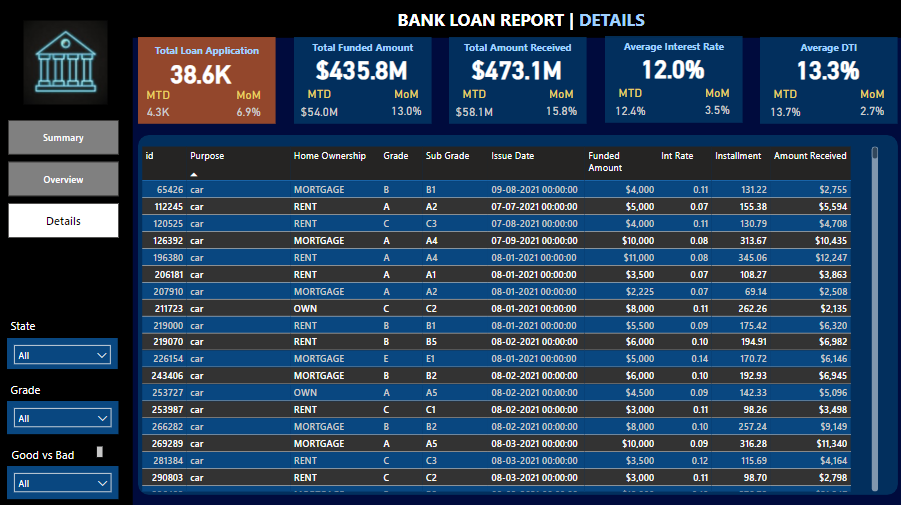 BANK LOAN REPORT | DETAILS
Total Loan Application
38.6K
MTD MoM
4.3K 6.9%
Total Funded Amount
$435.8M
MTD MoM
$54.0M 13.0%
Total Amount Received
$473.1M
MTD MoM
$58.1M 15.8%
Average Interest Rate
12.0%
MTD MoM
12.4% 3.5%
Average DTI
13.3%
MTD MoM
13.7% 2.7%
Summary
Overview
Details
State
All
Grade
All
Good vs Bad
All
id Purpose Home Ownership Grade Sub Grade Issue Date Funded Amount Int Rate Installment Amount Received
65426 car MORTGAGE B B1 09-08-2021 00:00:00 $4,000 0.11 131.22 $2,755
112245 car RENT A A2 07-07-2021 00:00:00 $5,000 0.07 155.38 $5,594
120525 car RENT C C3 07-08-2021 00:00:00 $4,000 0.11 130.79 $4,708
126392 car MORTGAGE A A4 07-09-2021 00:00:00 $10,000 0.08 313.67 $10,435
196380 car RENT A A4 08-01-2021 00:00:00 $11,000 0.08 345.06 $12,247
206181 car RENT A A1 08-01-2021 00:00:00 $3,500 0.07 108.27 $3,863
207910 car MORTGAGE A A2 08-01-2021 00:00:00 $2,225 0.07 69.14 $2,508
211723 car OWN C C2 08-01-2021 00:00:00 $8,000 0.11 262.26 $2,135
219000 car RENT B B1 08-01-2021 00:00:00 $5,500 0.09 175.42 $6,320
219070 car RENT B B5 08-02-2021 00:00:00 $6,000 0.10 194.91 $6,982
226154 car MORTGAGE E E1 08-01-2021 00:00:00 $5,000 0.14 170.72 $6,146
243406 car MORTGAGE B B2 08-02-2021 00:00:00 $6,000 0.10 192.93 $6,945
253727 car OWN A A5 08-02-2021 00:00:00 $4,500 0.09 142.33 $5,096
253987 car RENT C C1 08-02-2021 00:00:00 $3,000 0.11 98.26 $3,498
266282 car MORTGAGE B B2 08-02-2021 00:00:00 $8,000 0.10 257.24 $9,149
269289 car MORTGAGE A A5 08-03-2021 00:00:00 $10,000 0.09 316.28 $11,340
281384 car RENT C C3 08-03-2021 00:00:00 $3,500 0.12 115.69 $4,164
290803 car RENT C C2 08-03-2021 00:00:00 $3,000 0.11 98.70 $2,798